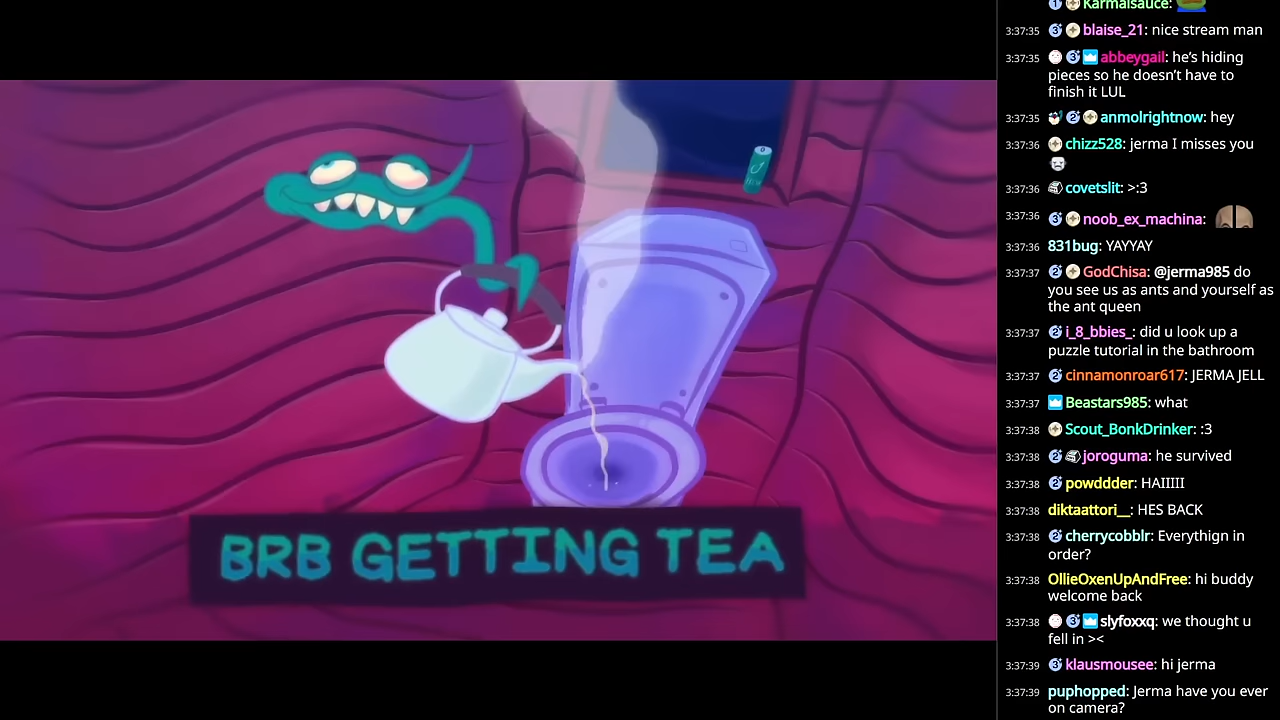 BRB GETTING TEA
Karmalsauce:
3:37:35 blaise_21: nice stream man
3:37:35 abbeygail: he's hiding
pieces so he doesn't have to
finish it LUL
3:37:35 anmolrightnow: hey
3:37:36 chizz528: jerma I misses you
3:37:36 covetslit: >:3
3:37:36 noob_ex_machina:
3:37:36 831bug: YAYYAY
3:37:37 GodChisa: @jerma985 do
you see us as ants and yourself as
the ant queen
3:37:37 i_8_bbies_: did u look up a
puzzle tutorial in the bathroom
3:37:37 cinnamonroar617: JERMA JELL
3:37:37 Beastars985: what
3:37:38 Scout_BonkDrinker: :3
3:37:38 joroguma: he survived
3:37:38 powddder: HAIIIII
3:37:38 diktaattori__: HES BACK
3:37:38 cherrycobblr: Everythign in
order?
3:37:38 OllieOxenUpAndFree: hi buddy
welcome back
3:37:38 slyfoxxq: we thought u
fell in ><
3:37:39 klausmousee: hi jerma
3:37:39 puphopped: Jerma have you ever
on camera?